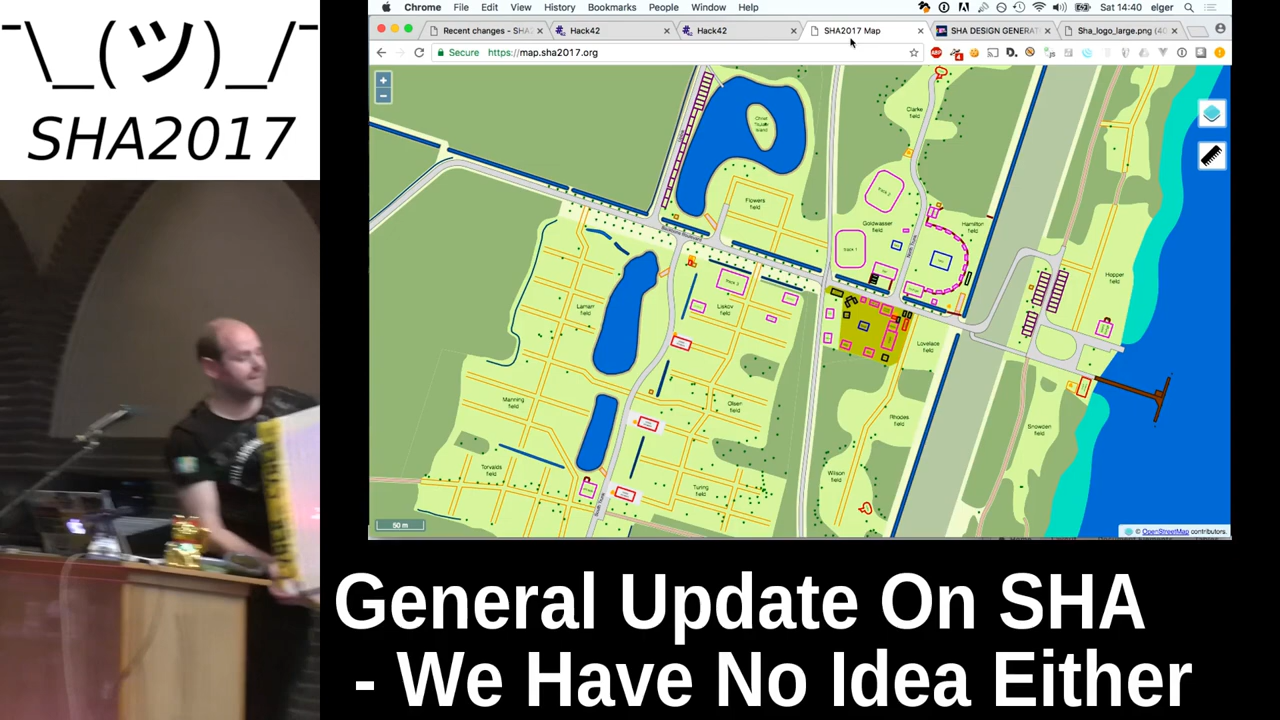 ¯\_(ツ)_/¯
SHA2017
Chrome File Edit View History Bookmarks People Window Help
Sat 14:40 elger
Recent changes - SHA
Hack42
Hack42
SHA2017 Map
SHA DESIGN GENERAT
Sha_logo_large.png (40
Secure https://map.sha2017.org
Clarke field
Flowers field
Goldwasser field
Hamilton field
Lamarr field
Liskov field
Hopper field
Lovelace field
Manning field
Olsen field
Rhodes field
Snowden field
Torvalds field
Turing field
Wilson field
50 m
© OpenStreetMap contributors.
General Update On SHA
- We Have No Idea Either